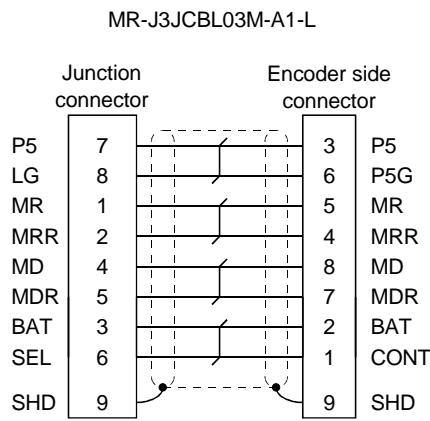 MR-J3JCBL03M-A1-L
Junction connector
Encoder side connector
P5 7 3 P5
LG 8 6 P5G
MR 1 5 MR
MRR 2 4 MRR
MD 4 8 MD
MDR 5 7 MDR
BAT 3 2 BAT
SEL 6 1 CONT
SHD 9 9 SHD